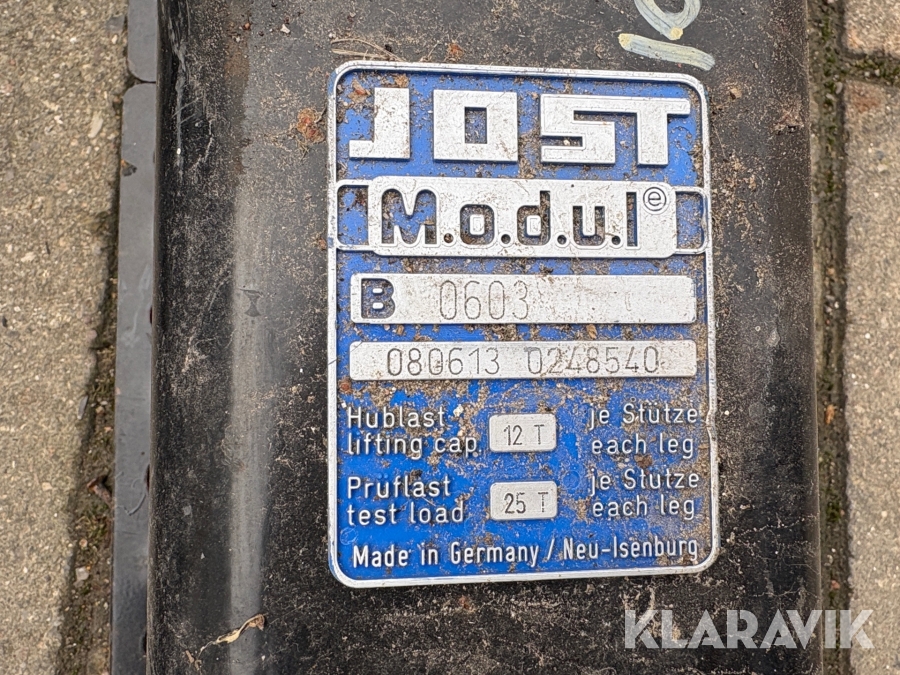 JOST
M.o.d.u.l e
B 0603
080613 0248540
Hublast je Stütze
lifting cap. 12 T each leg
Prüflast je Stütze
test load 25 T each leg
Made in Germany / Neu-Isenburg
KLARAVIK